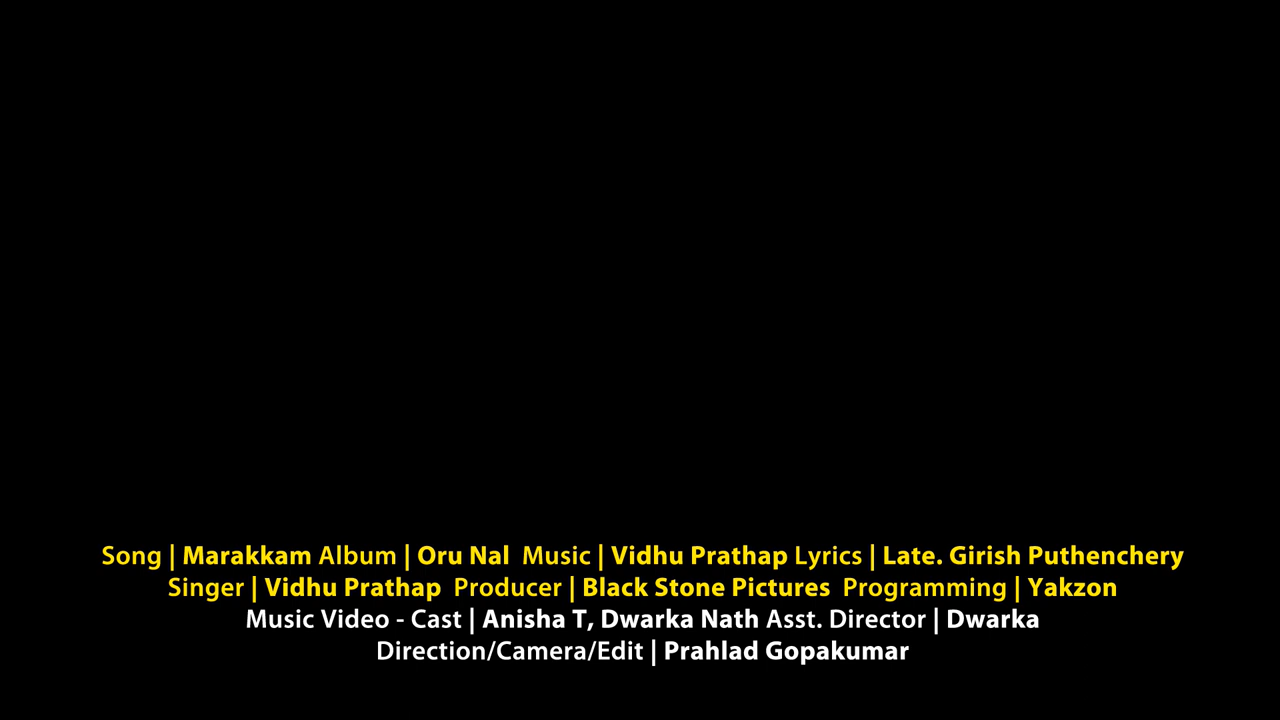 Song | Marakkam Album | Oru Nal  Music | Vidhu Prathap Lyrics | Late. Girish Puthenchery
Singer | Vidhu Prathap  Producer | Black Stone Pictures  Programming | Yakzon
Music Video - Cast | Anisha T, Dwarka Nath Asst. Director | Dwarka
Direction/Camera/Edit | Prahlad Gopakumar